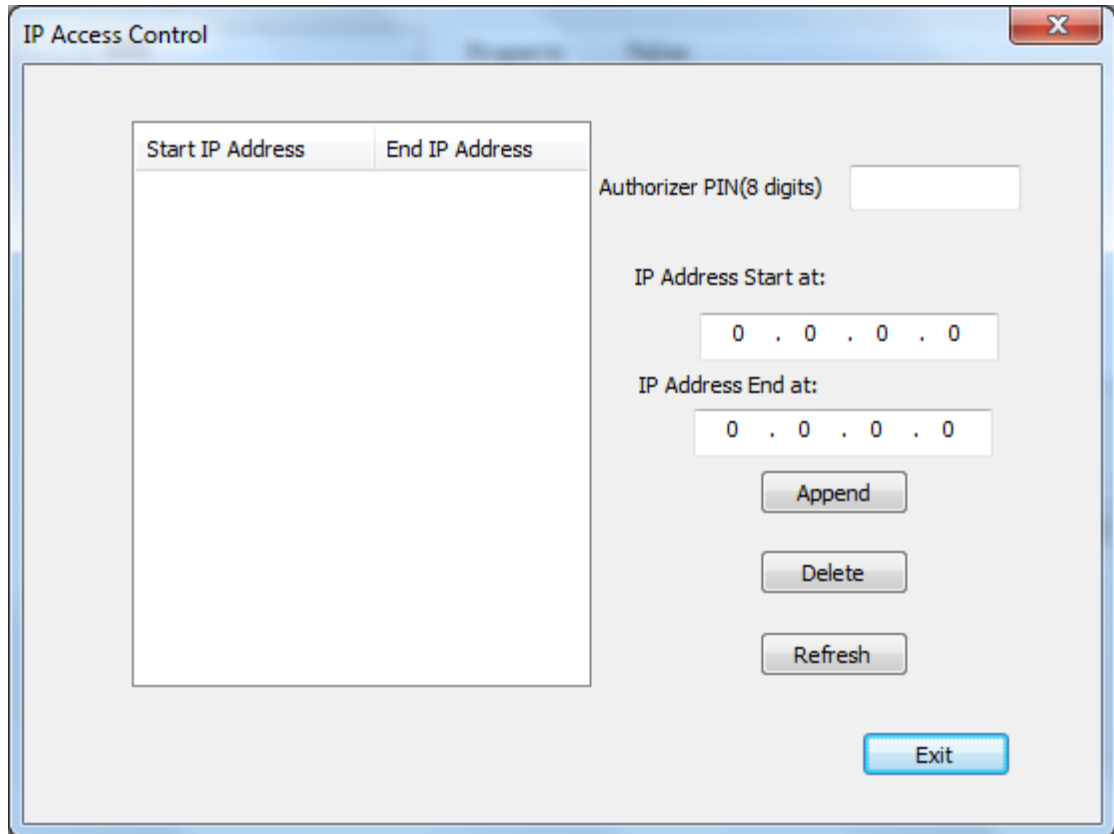 IP Access Control
Start IP Address End IP Address
Authorizer PIN(8 digits)
IP Address Start at:
0 . 0 . 0 . 0
IP Address End at:
0 . 0 . 0 . 0
Append
Delete
Refresh
Exit